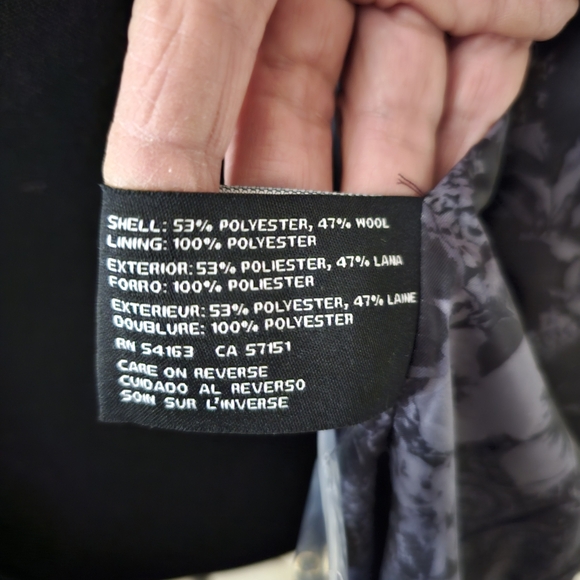 SHELL: 53% POLYESTER, 47% WOOL
LINING: 100% POLYESTER
EXTERIOR: 53% POLIESTER, 47% LANA
FORRO: 100% POLIESTER
EXTERIEUR: 53% POLYESTER, 47% LAINE
DOUBLURE: 100% POLYESTER
RN 54163 CA 57151
CARE ON REVERSE
CUIDADO AL REVERSO
SOIN SUR L'INVERSE